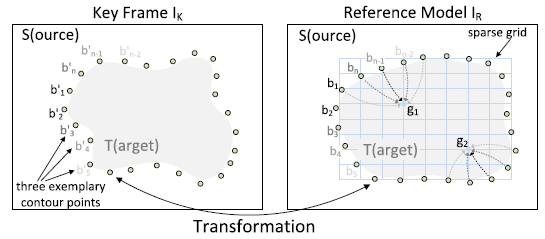 Key Frame I_K
S(ource)
b'n-1
b'n-2
b'n
b'1
b'2
b'3
b'4
b'5
T(arget)
three exemplary
contour points
Reference Model I_R
S(ource)
sparse grid
bn-2
bn-1
bn
b1
b2
b3
b4
b5
g1
g2
T(arget)
Transformation